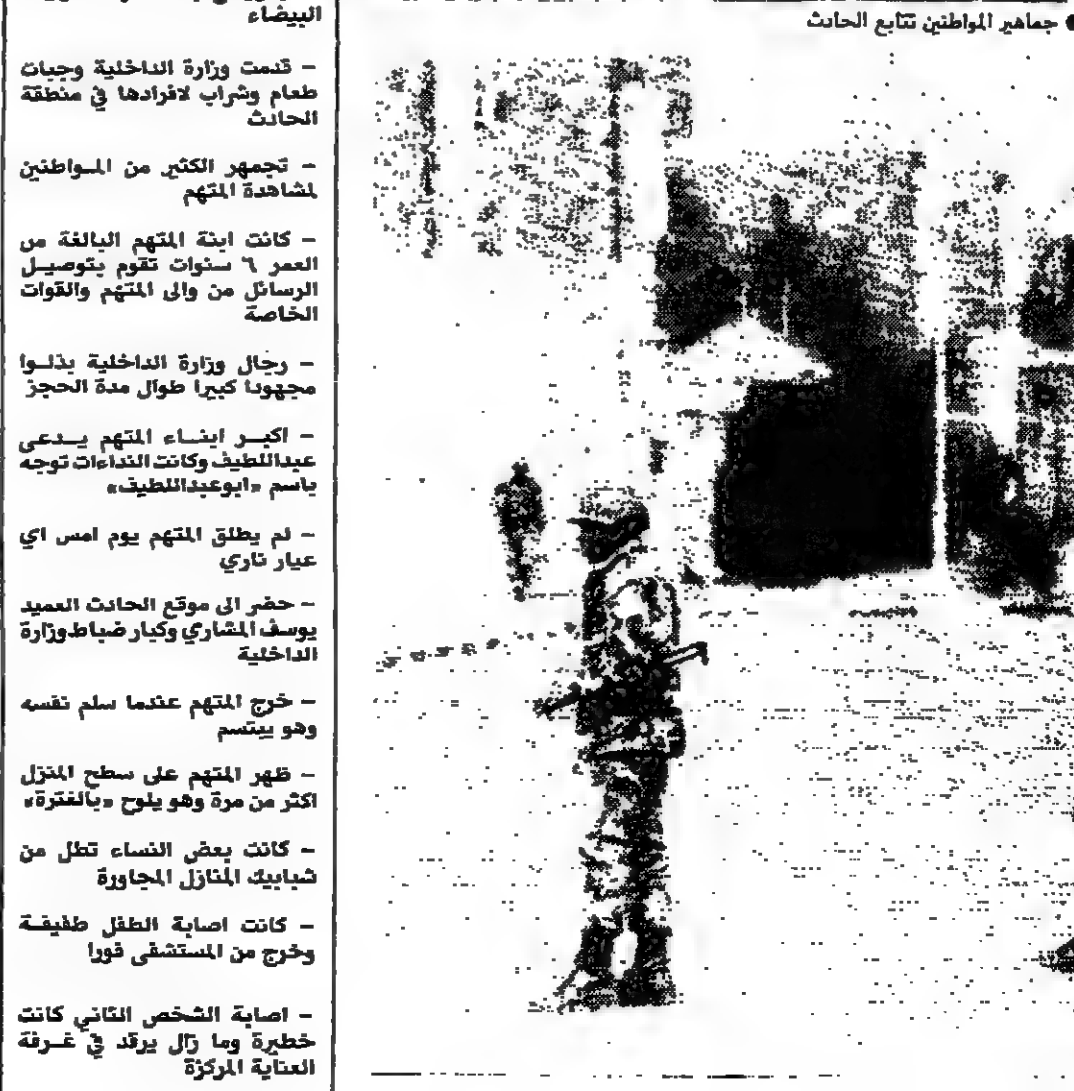 ● جماهير المواطنين تتابع الحادث
البيضاء
– قدمت وزارة الداخلية وجبات
طعام وشراب لافرادها في منطقة
الحادث
– تجمهر الكثير من المواطنين
لمشاهدة المتهم
– كانت ابنة المتهم البالغة من
العمر ٦ سنوات تقوم بتوصيل
الرسائل من والى المتهم والقوات
الخاصة
– رجال وزارة الداخلية بذلوا
مجهودا كبيرا طوال مدة الحجز
– اكبر ابناء المتهم يدعى
عبداللطيف وكانت النداءات توجه
باسم «ابوعبداللطيف»
– لم يطلق المتهم يوم امس اي
عيار ناري
– حضر الى موقع الحادث العميد
يوسف المشاري وكبار ضباط وزارة
الداخلية
– خرج المتهم عندما سلم نفسه
وهو يبتسم
– ظهر المتهم على سطح المنزل
اكثر من مرة وهو يلوح «بالغترة»
– كانت بعض النساء تطل من
شبابيك المنازل المجاورة
– كانت اصابة الطفل طفيفة
وخرج من المستشفى فورا
– اصابة الشخص الثاني كانت
خطيرة وما زال يرقد في غرفة
العناية المركزة